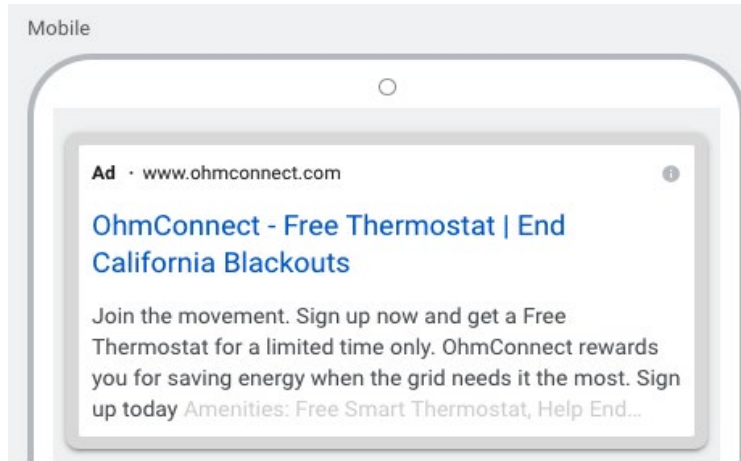 Mobile
Ad · www.ohmconnect.com
OhmConnect - Free Thermostat | End
California Blackouts
Join the movement. Sign up now and get a Free
Thermostat for a limited time only. OhmConnect rewards
you for saving energy when the grid needs it the most. Sign
up today Amenities: Free Smart Thermostat, Help End...